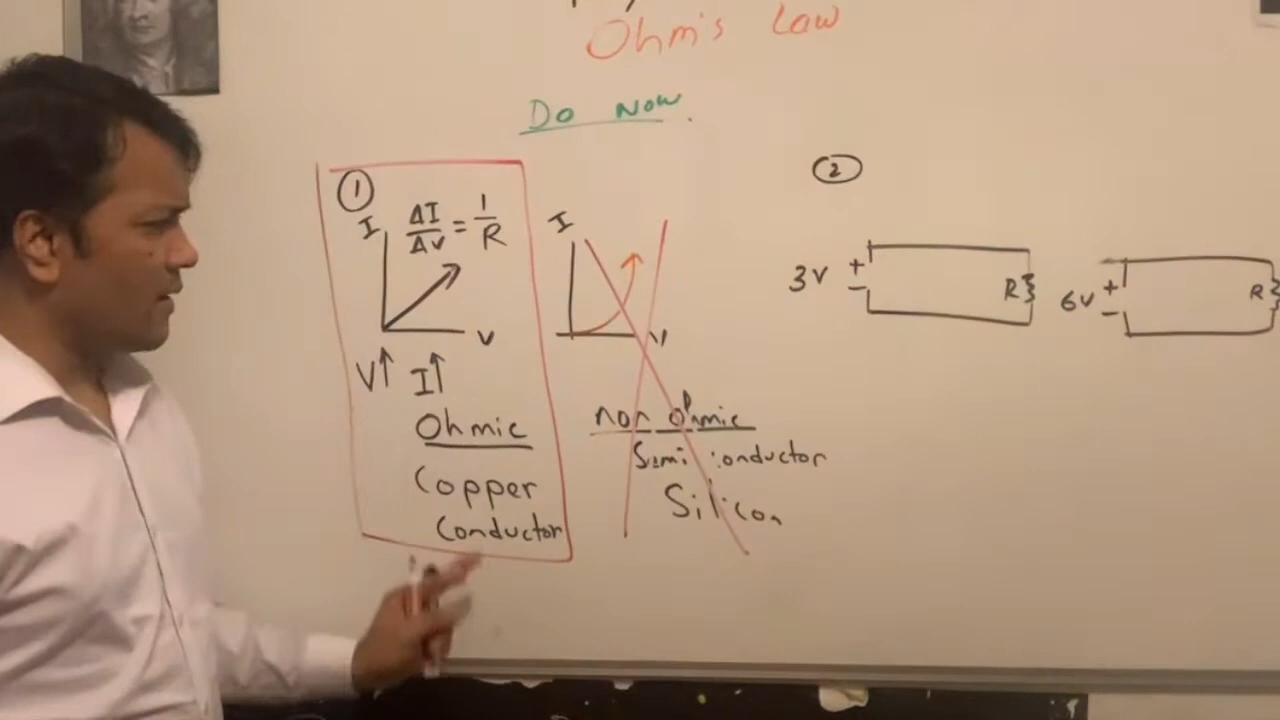 Ohm's Law
Do Now.
①
I
ΔI/ΔV = 1/R
V
V↑ I↑
Ohmic
Copper
Conductor
I
V
non ohmic
Semi conductor
Silicon
②
3V + − R
6V + − R